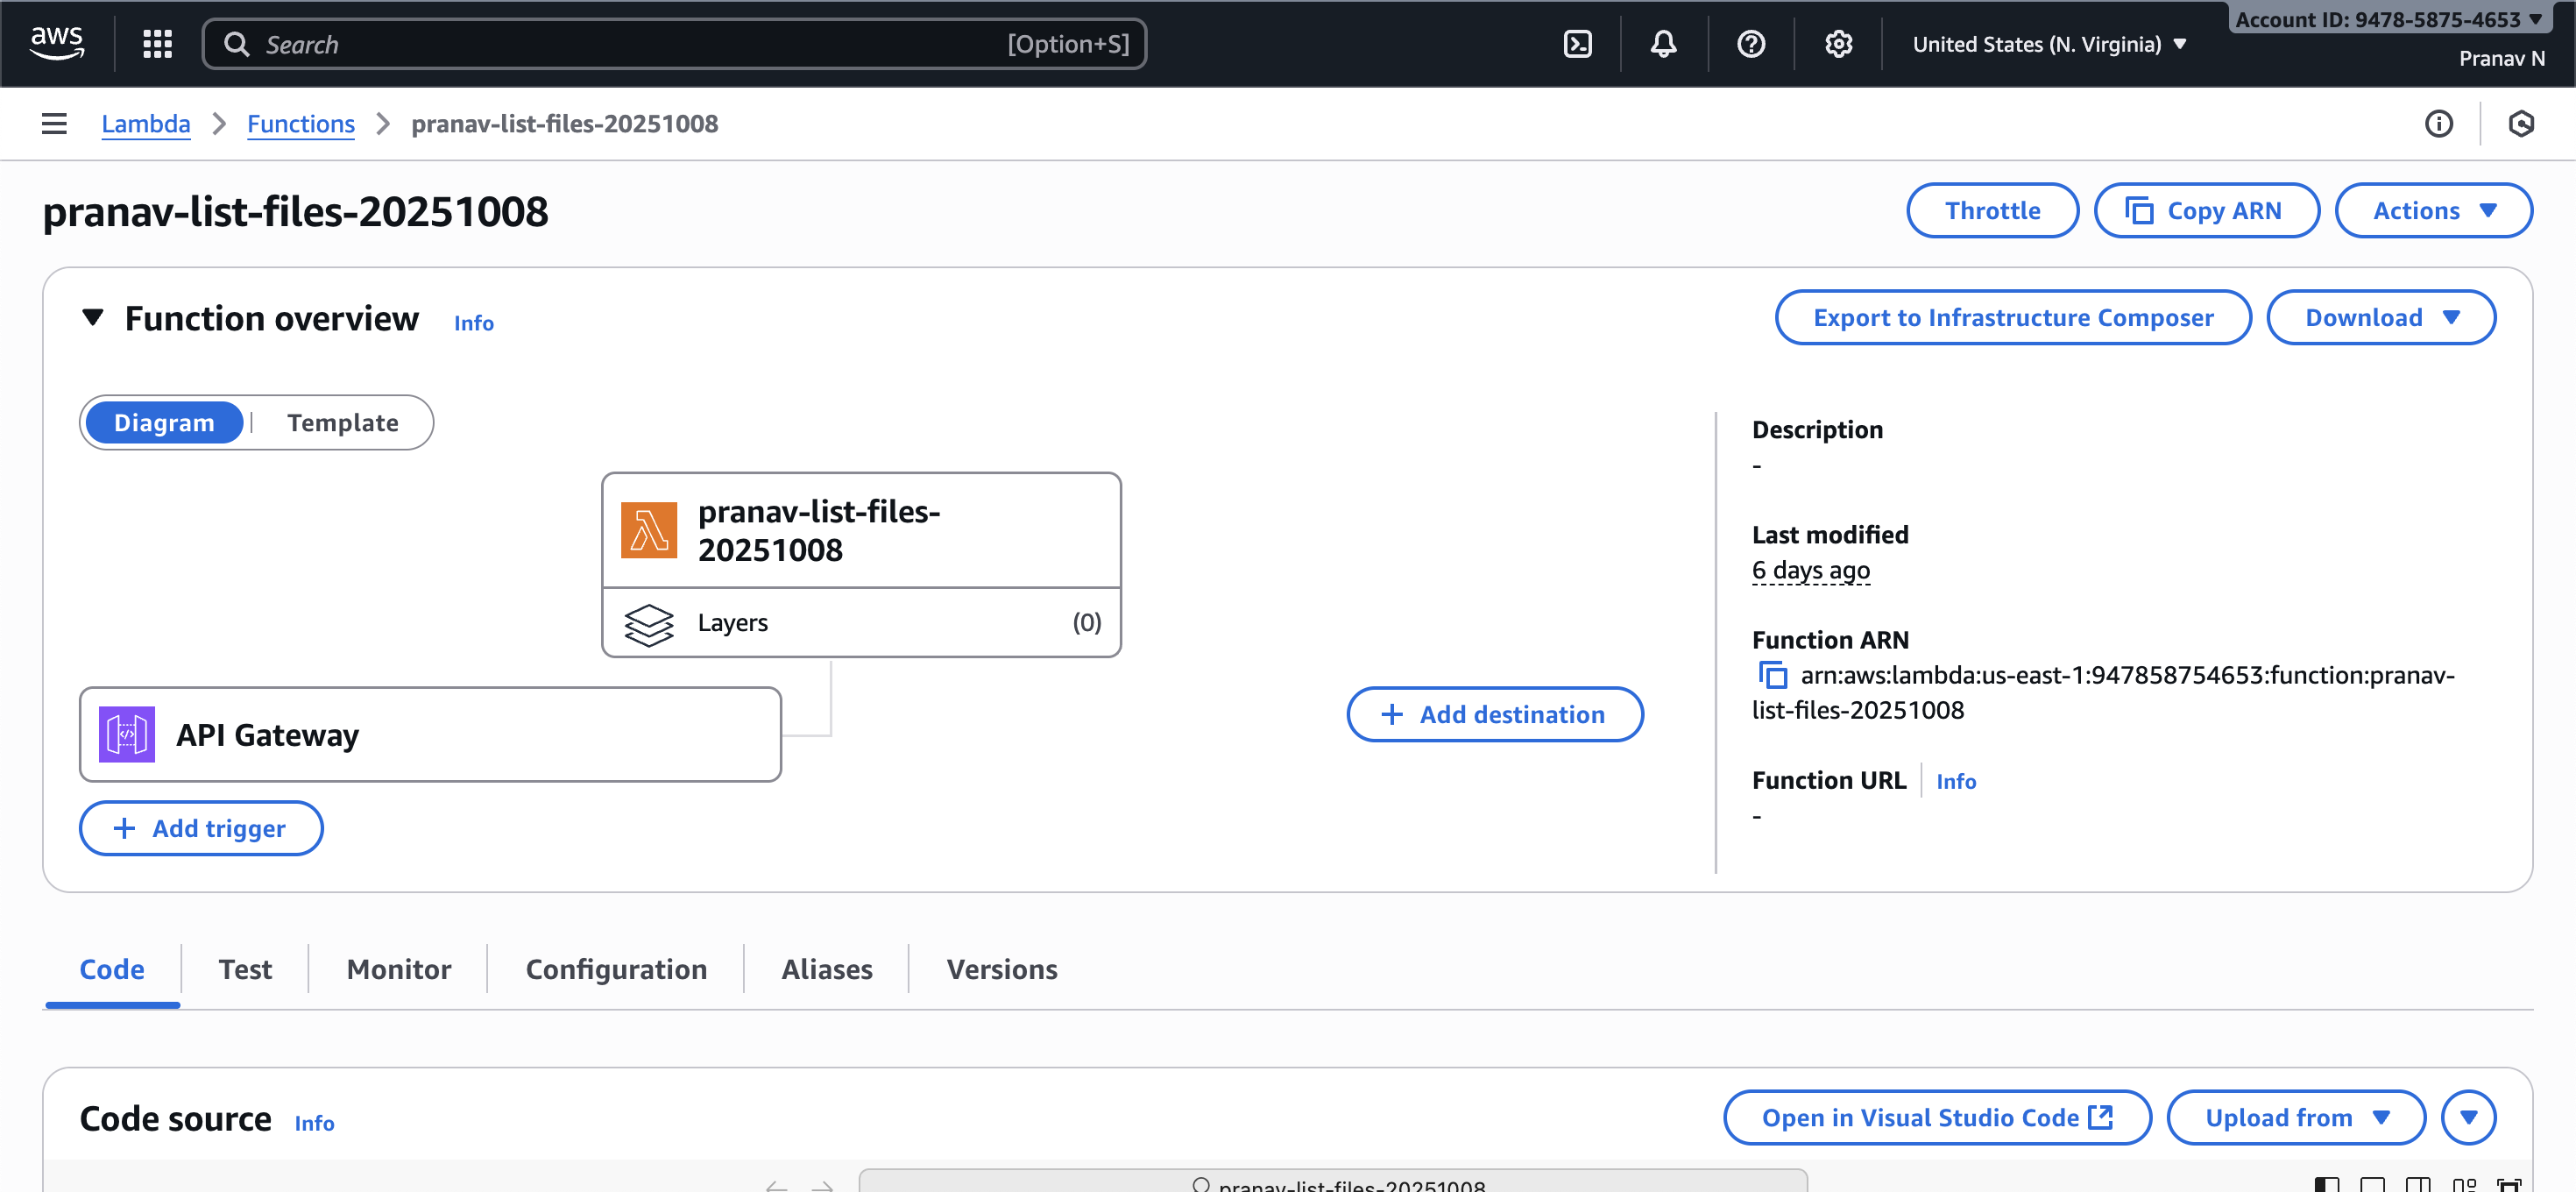 aws
Search
[Option+S]
United States (N. Virginia)
Account ID: 9478-5875-4653
Pranav N
Lambda
Functions
pranav-list-files-20251008
pranav-list-files-20251008
Throttle
Copy ARN
Actions
Function overview
Info
Export to Infrastructure Composer
Download
Diagram
Template
pranav-list-files-
20251008
Layers
(0)
API Gateway
Add trigger
Add destination
Description
-
Last modified
6 days ago
Function ARN
arn:aws:lambda:us-east-1:947858754653:function:pranav-
list-files-20251008
Function URL
Info
-
Code
Test
Monitor
Configuration
Aliases
Versions
Code source
Info
Open in Visual Studio Code
Upload from
pranav-list-files-20251008